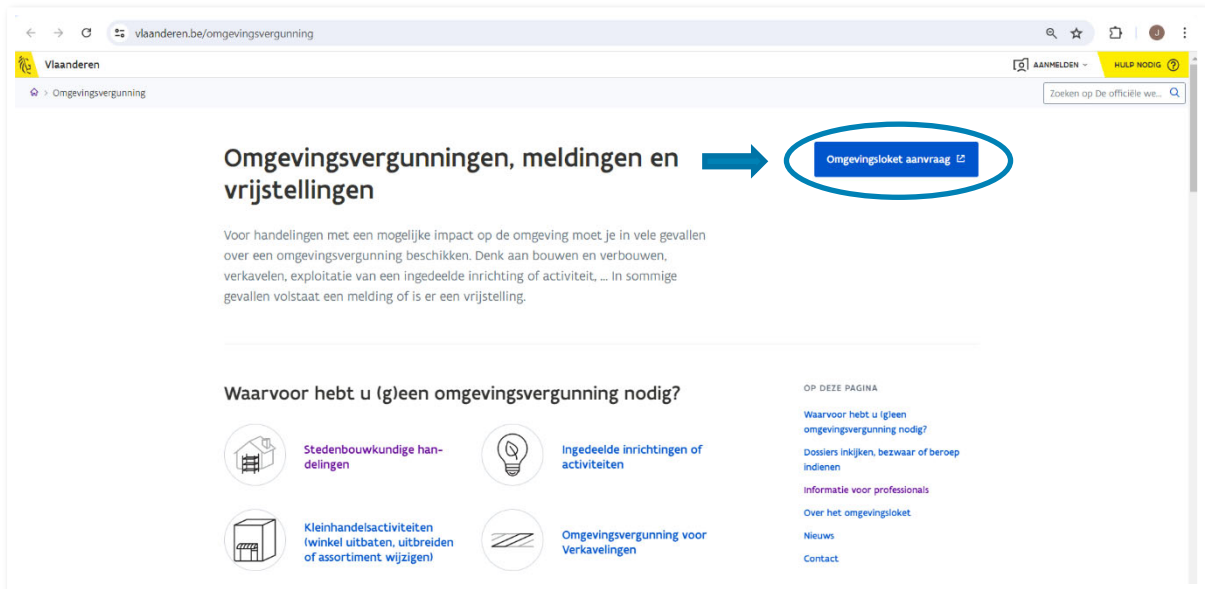 vlaanderen.be/omgevingsvergunning
J
Vlaanderen
AANMELDEN
HULP NODIG ?
> Omgevingsvergunning
Zoeken op De officiële we...
Omgevingsvergunningen, meldingen en
vrijstellingen
Omgevingsloket aanvraag
Voor handelingen met een mogelijke impact op de omgeving moet je in vele gevallen
over een omgevingsvergunning beschikken. Denk aan bouwen en verbouwen,
verkavelen, exploitatie van een ingedeelde inrichting of activiteit, ... In sommige
gevallen volstaat een melding of is er een vrijstelling.
Waarvoor hebt u (g)een omgevingsvergunning nodig?
Stedenbouwkundige han-
delingen
Ingedeelde inrichtingen of
activiteiten
Kleinhandelsactiviteiten
(winkel uitbaten, uitbreiden
of assortiment wijzigen)
Omgevingsvergunning voor
Verkavelingen
OP DEZE PAGINA
Waarvoor hebt u (g)een
omgevingsvergunning nodig?
Dossiers inkijken, bezwaar of beroep
indienen
Informatie voor professionals
Over het omgevingsloket
Nieuws
Contact